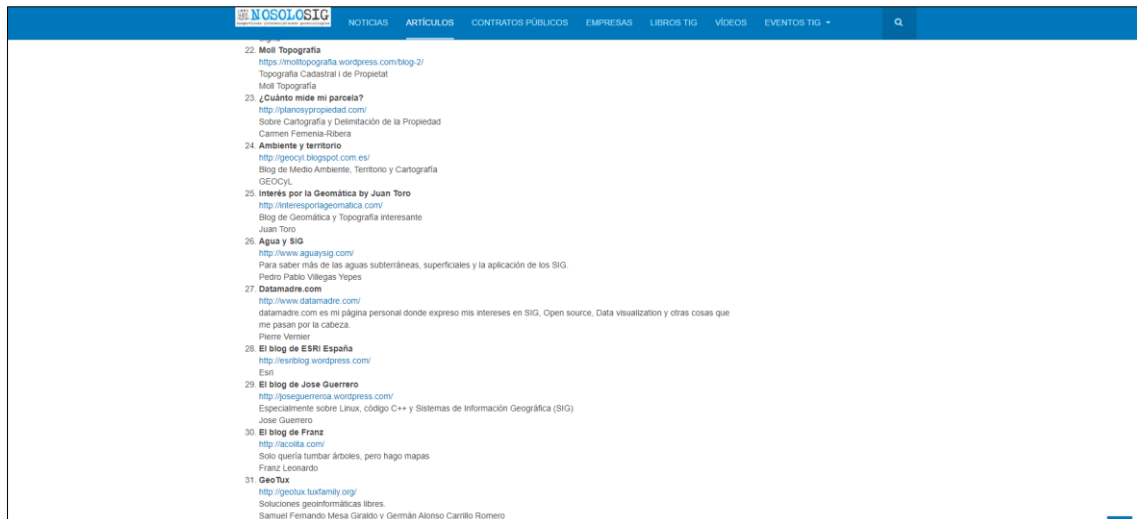 NOSOLOSIG
NOTICIAS ARTÍCULOS CONTRATOS PÚBLICOS EMPRESAS LIBROS TIG VÍDEOS EVENTOS TIG
22. Moll Topografía
https://molltopografia.wordpress.com/blog-2/
Topografia Cadastral i de Propietat
Moll Topografía
23. ¿Cuánto mide mi parcela?
http://planosypropiedad.com/
Sobre Cartografía y Delimitación de la Propiedad
Carmen Femenia-Ribera
24. Ambiente y territorio
http://geocyl.blogspot.com.es/
Blog de Medio Ambiente, Territorio y Cartografía
GEOCyL
25. Interés por la Geomática by Juan Toro
http://interesporlageomatica.com/
Blog de Geomática y Topografía interesante
Juan Toro
26. Agua y SIG
http://www.aguaysig.com/
Para saber más de las aguas subterráneas, superficiales y la aplicación de los SIG.
Pedro Pablo Villegas Yepes
27. Datamadre.com
http://www.datamadre.com/
datamadre.com es mi página personal donde expreso mis intereses en SIG, Open source, Data visualization y otras cosas que
me pasan por la cabeza.
Pierre Vernier
28. El blog de ESRI España
http://esriblog.wordpress.com/
Esri
29. El blog de Jose Guerrero
http://joseguerreroa.wordpress.com/
Especialmente sobre Linux, código C++ y Sistemas de Información Geográfica (SIG)
Jose Guerrero
30. El blog de Franz
http://acolita.com/
Solo quería tumbar árboles, pero hago mapas
Franz Leonardo
31. GeoTux
http://geotux.tuxfamily.org/
Soluciones geoinformáticas libres.
Samuel Fernando Mesa Giraldo y Germán Alonso Carrillo Romero